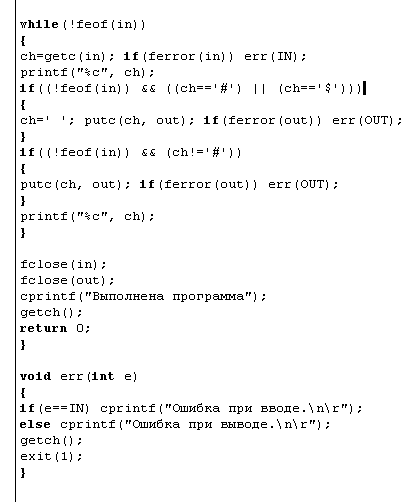 while(!feof(in))
{
ch=getc(in); if(ferror(in)) err(IN);
printf("%c", ch);
if((!feof(in)) && ((ch=='#') || (ch=='$')))
{
ch=' '; putc(ch, out); if(ferror(out)) err(OUT);
}
if((!feof(in)) && (ch!='#'))
{
putc(ch, out); if(ferror(out)) err(OUT);
}
printf("%c", ch);
}
fclose(in);
fclose(out);
cprintf("Выполнена программа");
getch();
return 0;
}
void err(int e)
{
if(e==IN) cprintf("Ошибка при вводе.\n\r");
else cprintf("Ошибка при выводе.\n\r");
getch();
exit(1);
}